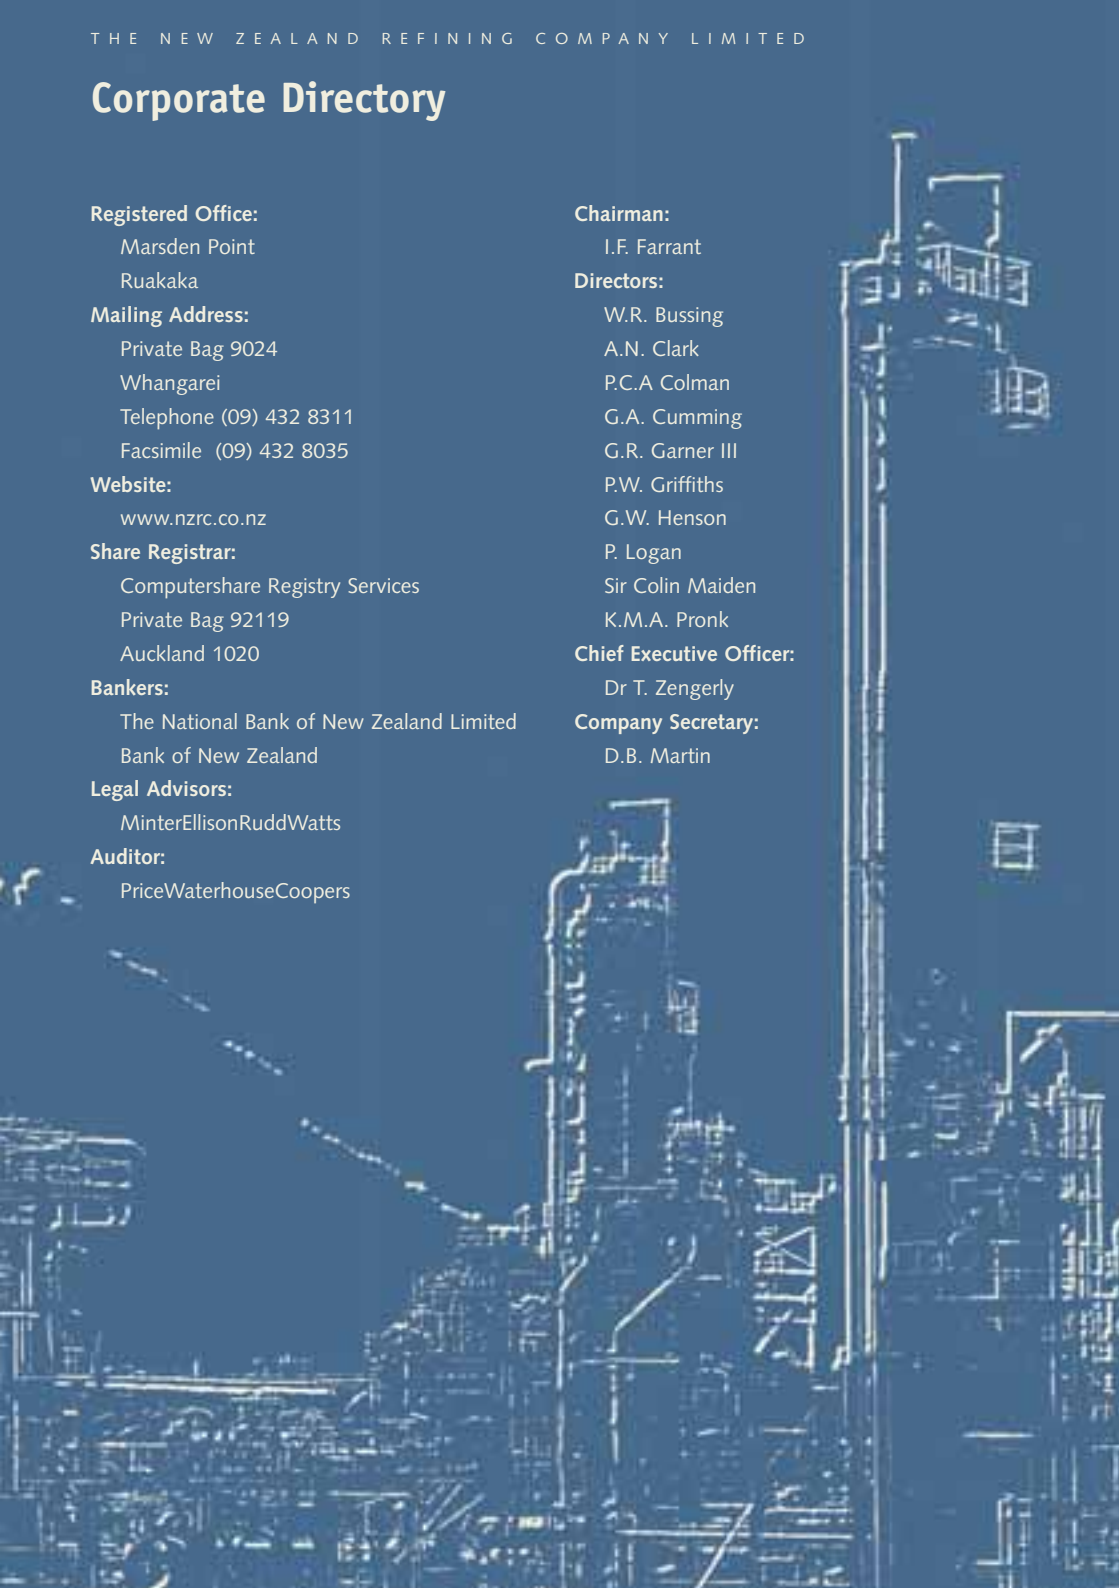 THE NEW ZEALAND REFINING COMPANY LIMITED
Corporate Directory
Registered Office:
Marsden Point
Ruakaka
Mailing Address:
Private Bag 9024
Whangarei
Telephone (09) 432 8311
Facsimile (09) 432 8035
Website:
www.nzrc.co.nz
Share Registrar:
Computershare Registry Services
Private Bag 92119
Auckland 1020
Bankers:
The National Bank of New Zealand Limited
Bank of New Zealand
Legal Advisors:
MinterEllisonRuddWatts
Auditor:
PriceWaterhouseCoopers
Chairman:
I.F. Farrant
Directors:
W.R. Bussing
A.N. Clark
P.C.A Colman
G.A. Cumming
G.R. Garner III
P.W. Griffiths
G.W. Henson
P. Logan
Sir Colin Maiden
K.M.A. Pronk
Chief Executive Officer:
Dr T. Zengerly
Company Secretary:
D.B. Martin